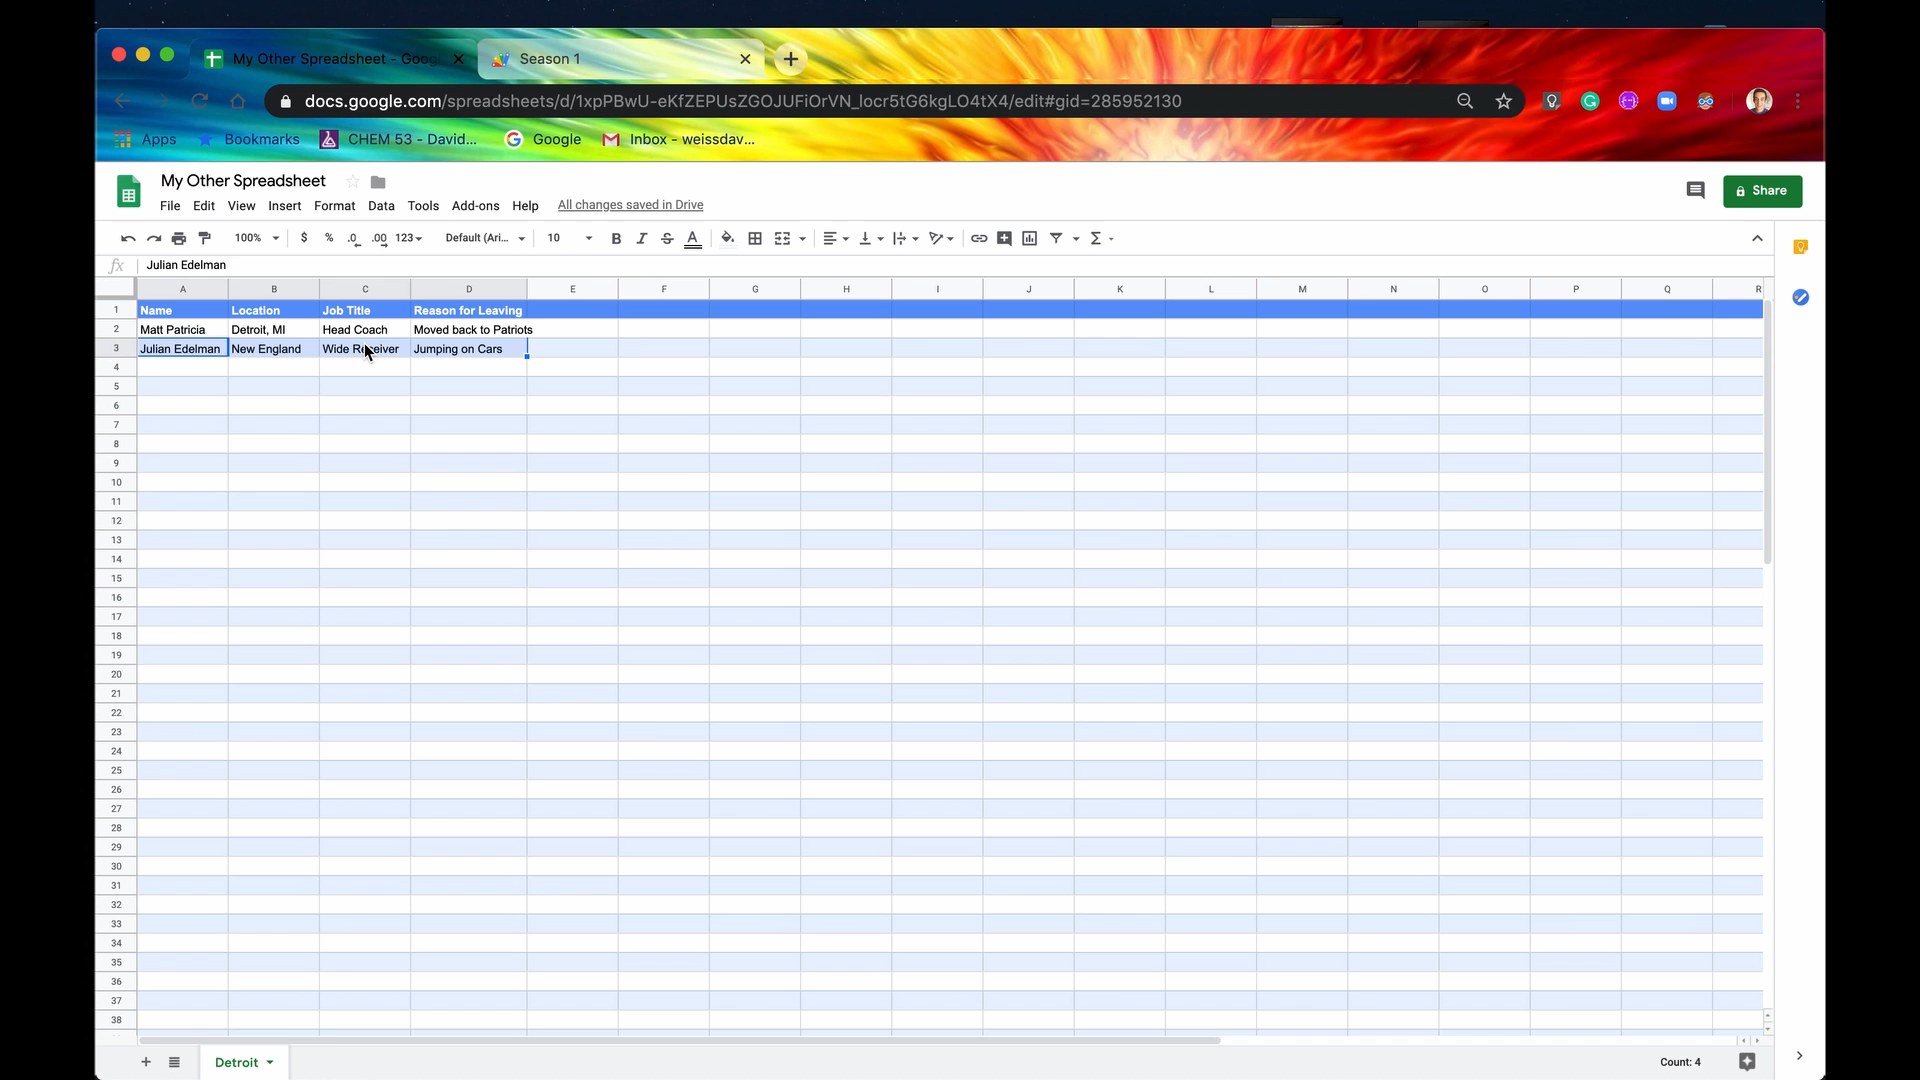 My Other Spreadsheet - Goog
Season 1
docs.google.com/spreadsheets/d/1xpPBwU-eKfZEPUsZGOJUFiOrVN_locr5tG6kgLO4tX4/edit#gid=285952130
Apps Bookmarks CHEM 53 - David... Google Inbox - weissdav...
My Other Spreadsheet
Share
File Edit View Insert Format Data Tools Add-ons Help All changes saved in Drive
100% $ % .0 .00 123 Default (Ari... 10 B I S A
fx Julian Edelman
A B C D E F G H I J K L M N O P Q R
1 Name Location Job Title Reason for Leaving
2 Matt Patricia Detroit, MI Head Coach Moved back to Patriots
3 Julian Edelman New England Wide Receiver Jumping on Cars
4
5
6
7
8
9
10
11
12
13
14
15
16
17
18
19
20
21
22
23
24
25
26
27
28
29
30
31
32
33
34
35
36
37
38
Detroit
Count: 4